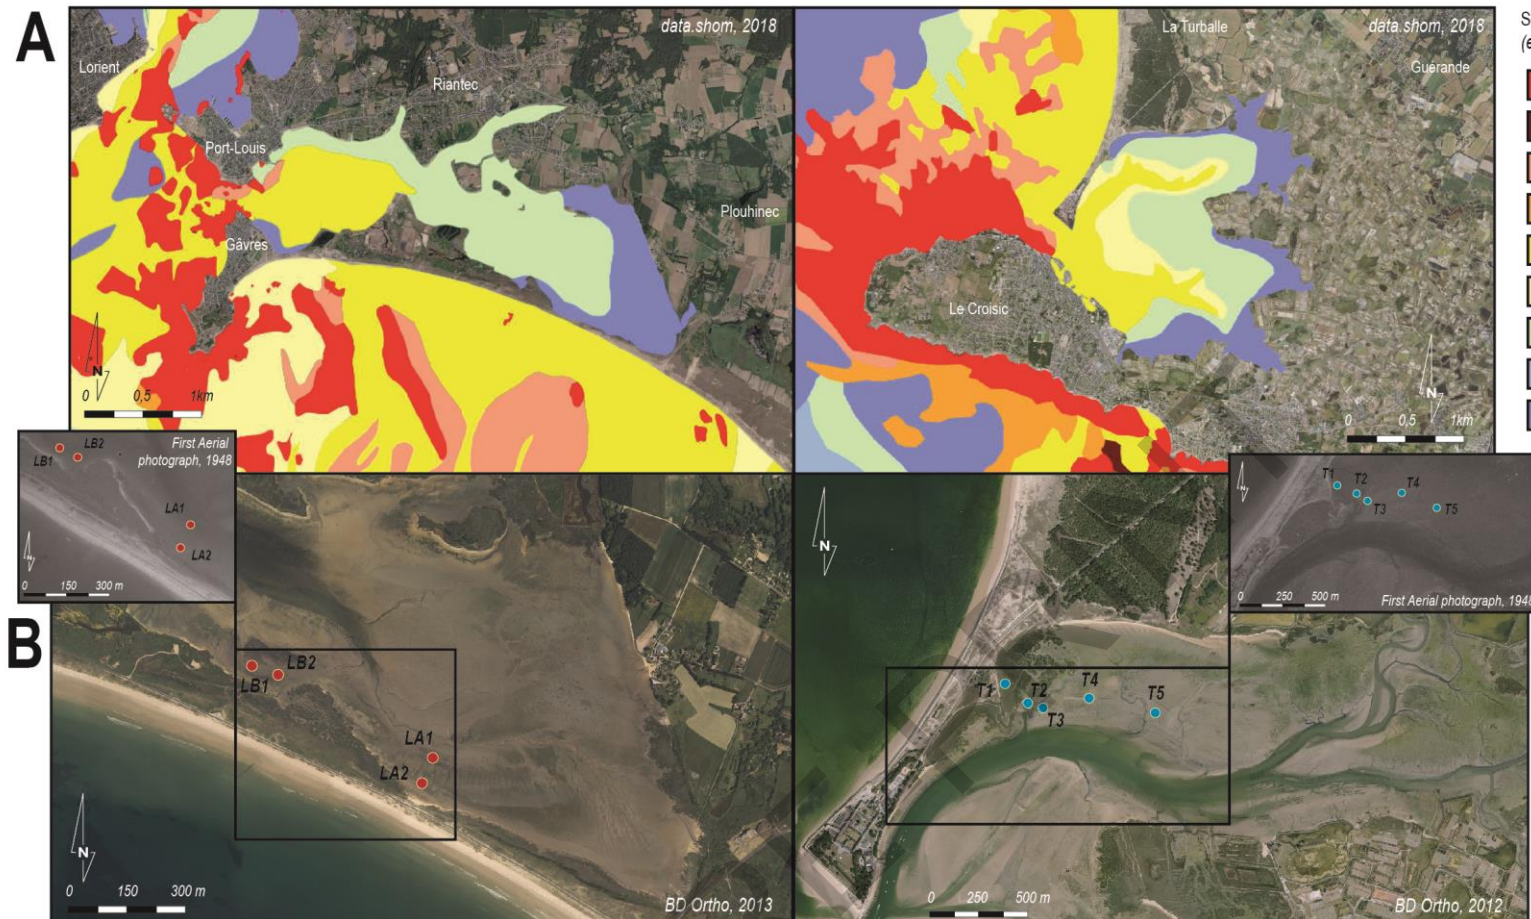 A
data.shom, 2018
Lorient
Riantec
Port-Louis
Plouhinec
Gâvres
N
0 0,5 1km
data.shom, 2018
La Turballe
Guérande
Le Croisic
N
0 0,5 1km
S
(e
First Aerial
photograph, 1948
LB2
LB1
LA1
LA2
N
0 150 300 m
B
LB2
LB1
LA1
LA2
N
0 150 300 m
BD Ortho, 2013
N
T1 T2 T4
T3 T5
0 250 500 m
First Aerial photograph, 1948
N
T1 T2 T4 T5
T3
0 250 500 m
BD Ortho, 2012